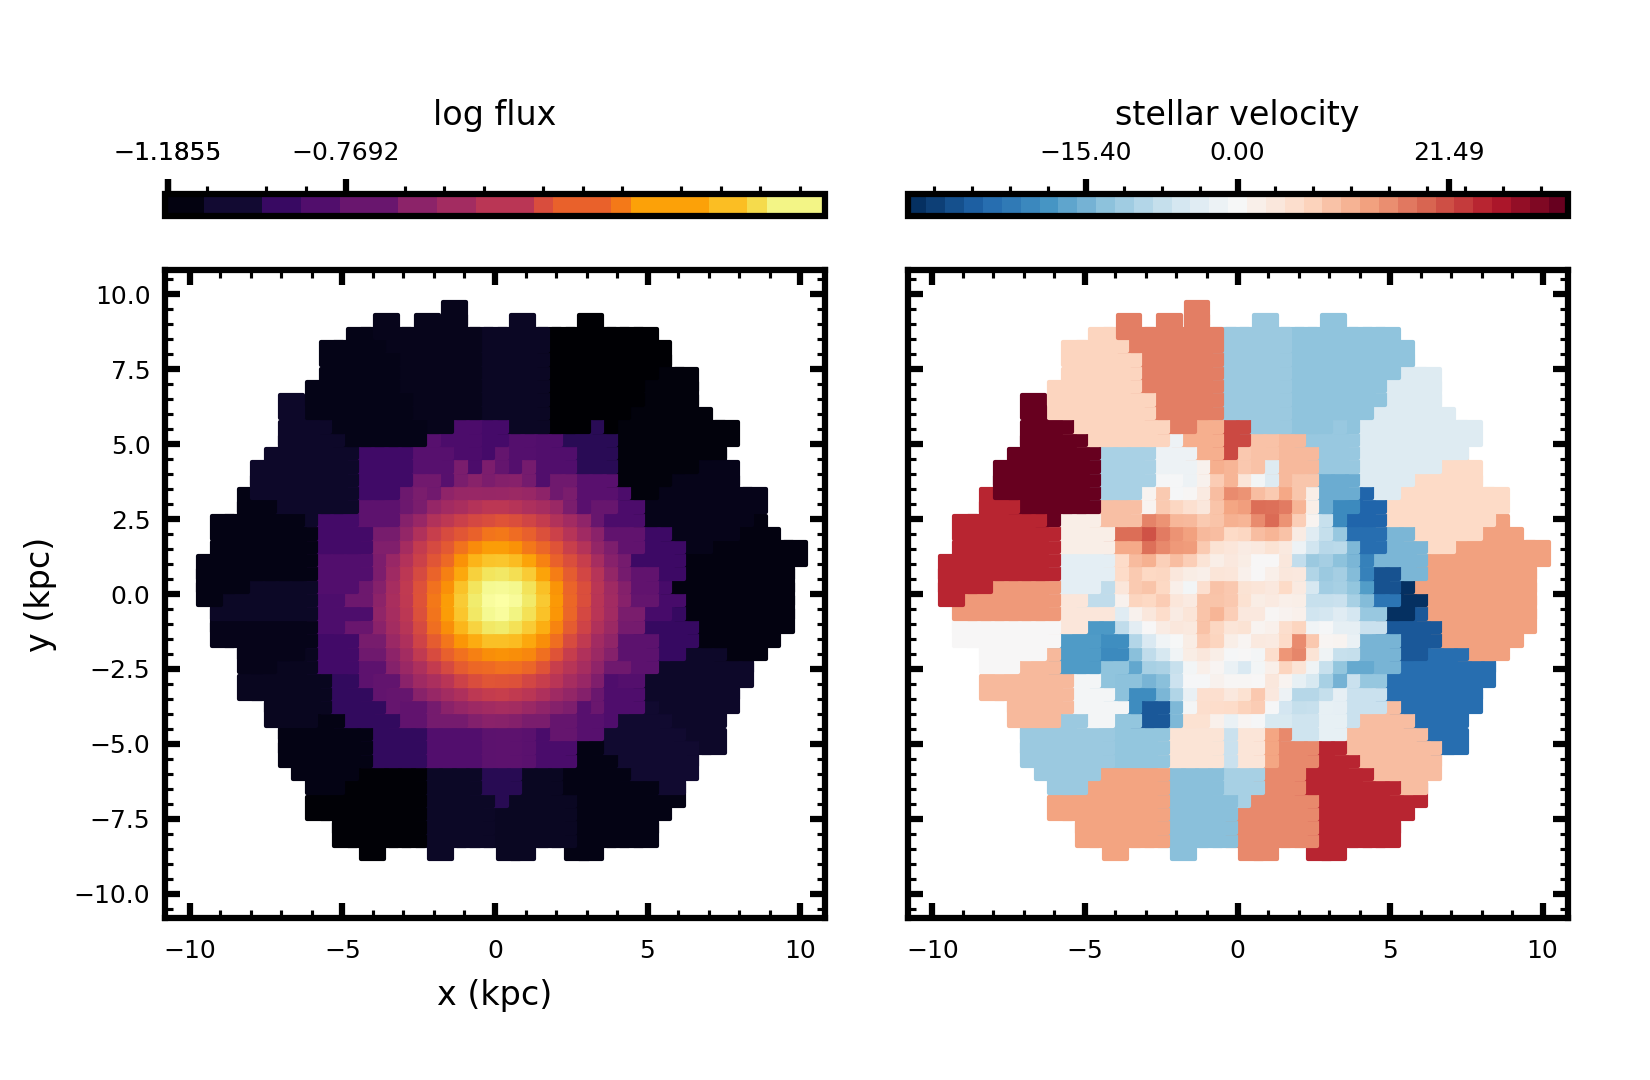 log flux
stellar velocity
−1.1855 −0.7692
−15.40 0.00 21.49
10.0
7.5
5.0
2.5
0.0
−2.5
−5.0
−7.5
−10.0
y (kpc)
−10 −5 0 5 10
−10 −5 0 5 10
x (kpc)